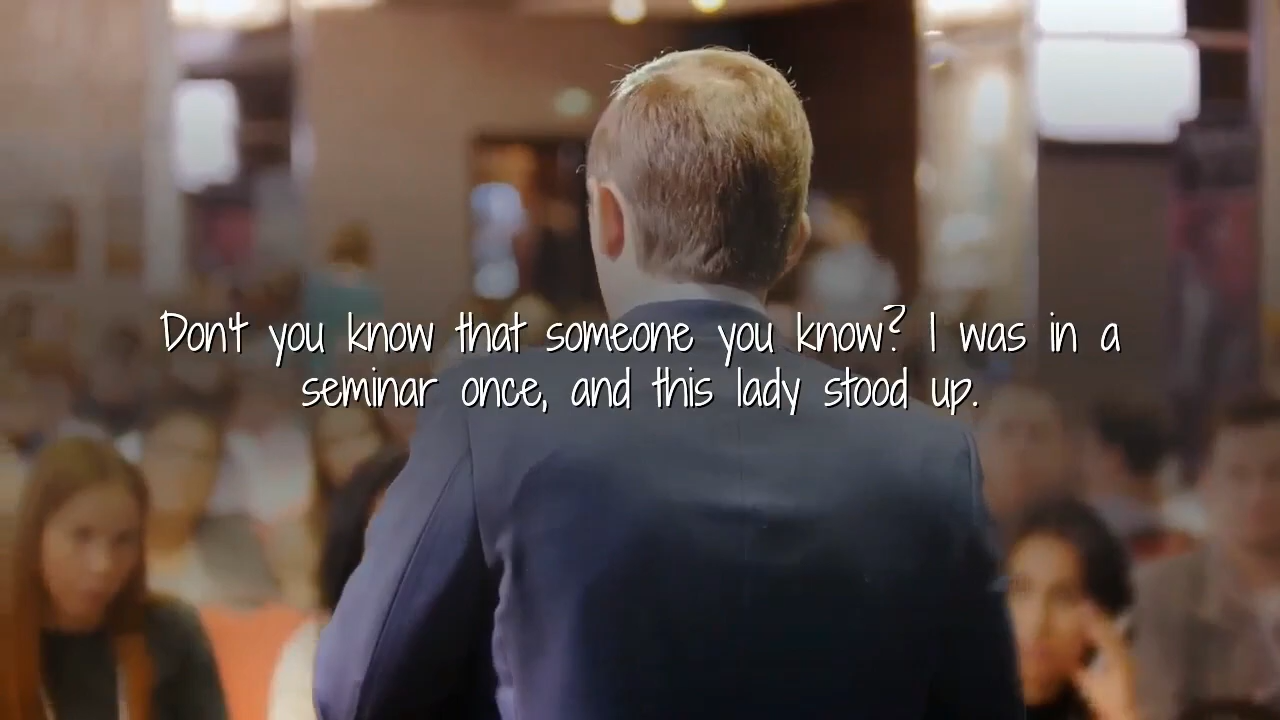 Don't you know that someone you know? I was in a
seminar once, and this lady stood up.